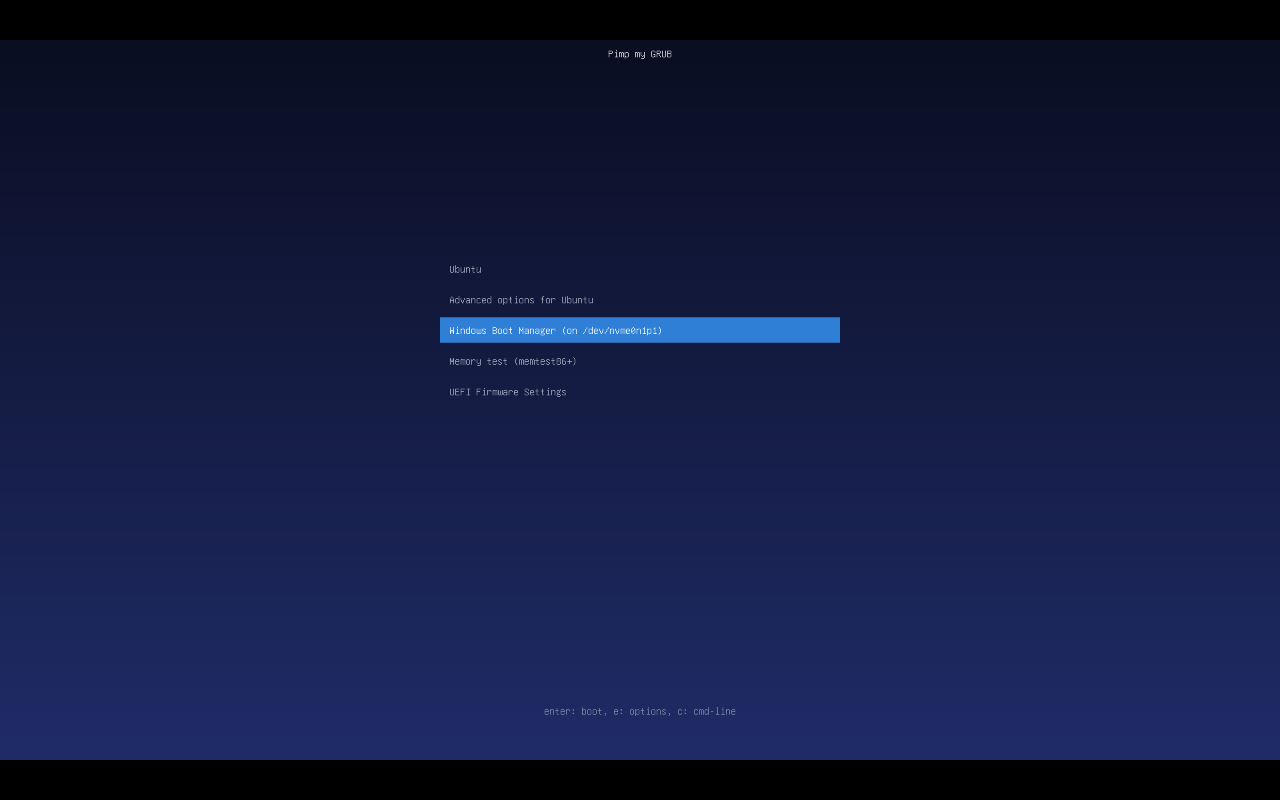 Pimp my GRUB
Ubuntu
Advanced options for Ubuntu
Windows Boot Manager (on /dev/nvme0n1p1)
Memory test (memtest86+)
UEFI Firmware Settings
enter: boot, e: options, c: cmd-line